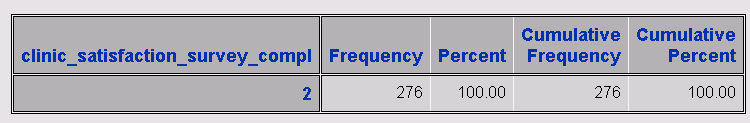 clinic_satisfaction_survey_compl Frequency Percent Cumulative Frequency Cumulative Percent
2 276 100.00 276 100.00